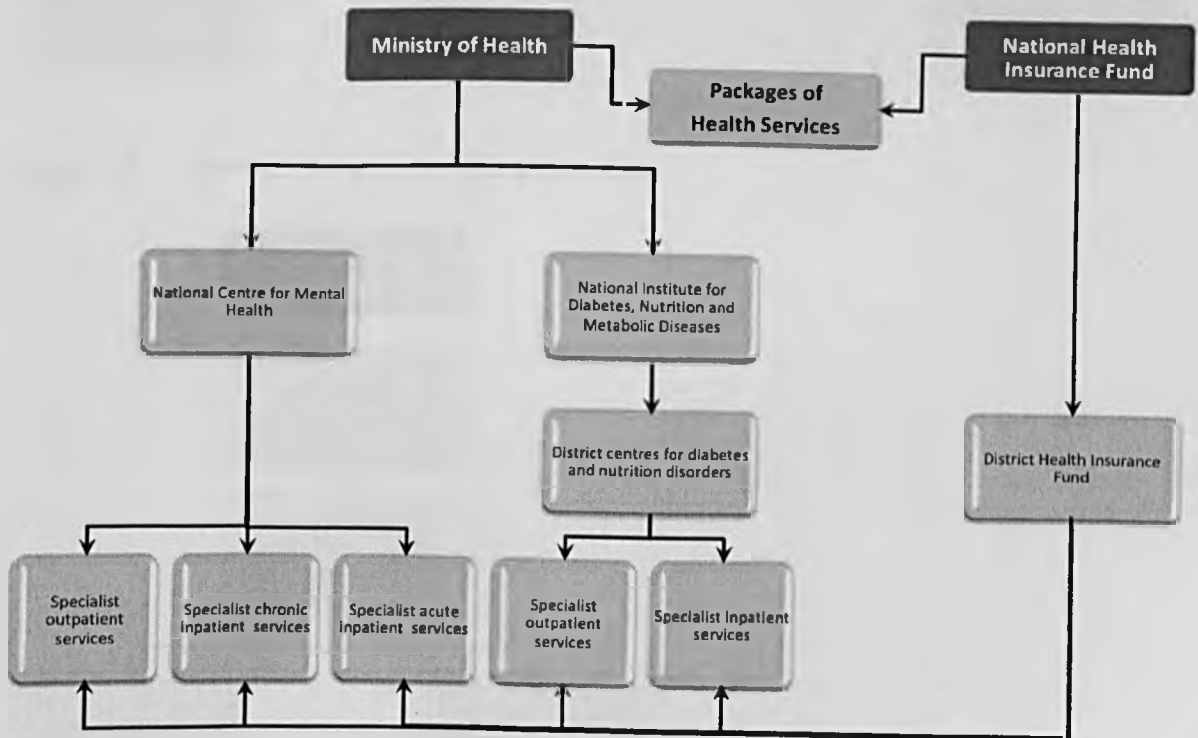 Ministry of Health
National Health
Insurance Fund
Packages of
Health Services
National Centre for Mental
Health
National Institute for
Diabetes, Nutrition and
Metabolic Diseases
District centres for diabetes
and nutrition disorders
District Health Insurance
Fund
Specialist
outpatient
services
Specialist chronic
inpatient services
Specialist acute
inpatient services
Specialist
outpatient
services
Specialist inpatient
services